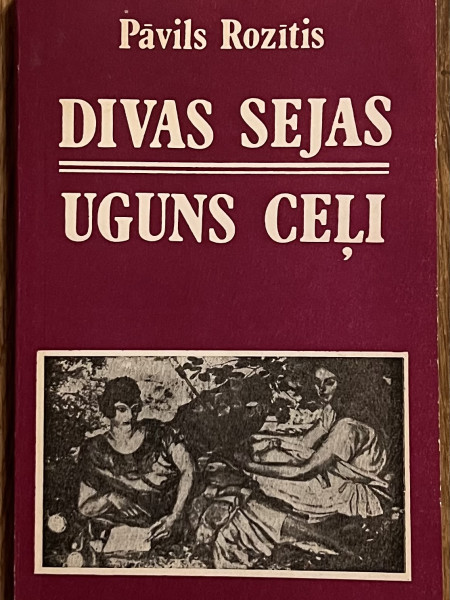 Pāvils Rozītis
DIVAS SEJAS
UGUNS CEĻI